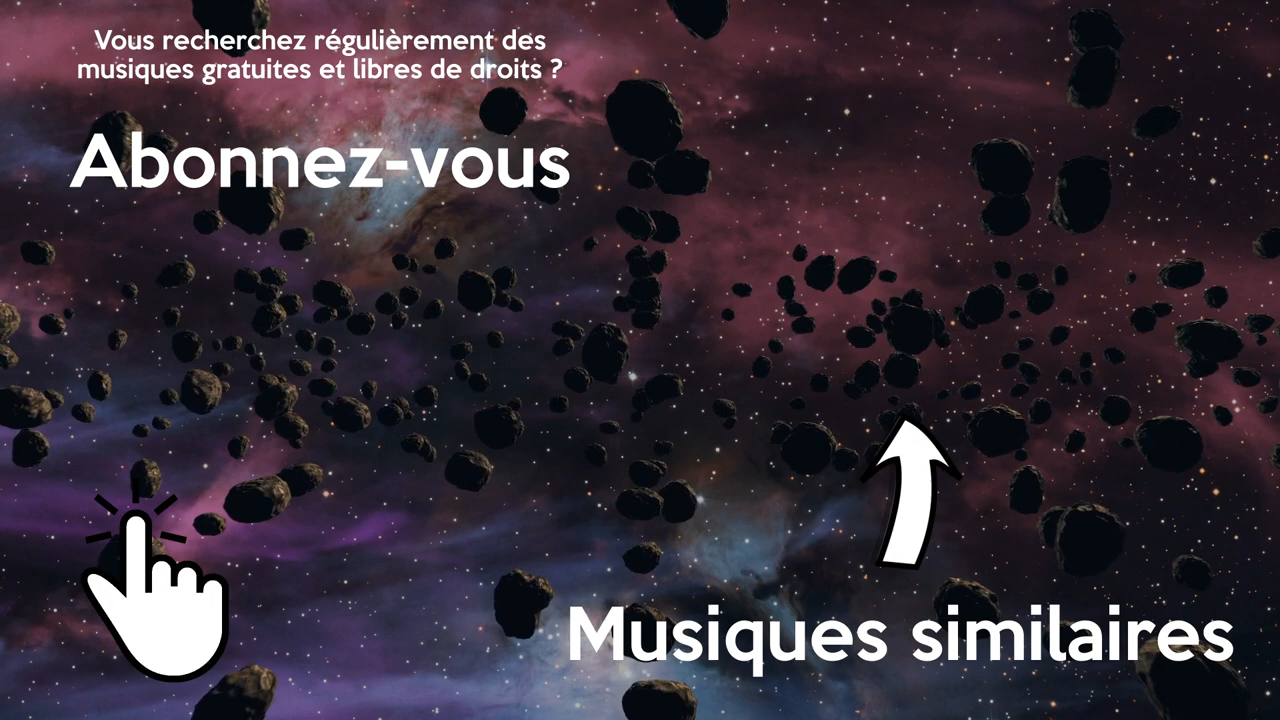 Vous recherchez régulièrement des
musiques gratuites et libres de droits ?
Abonnez-vous
Musiques similaires